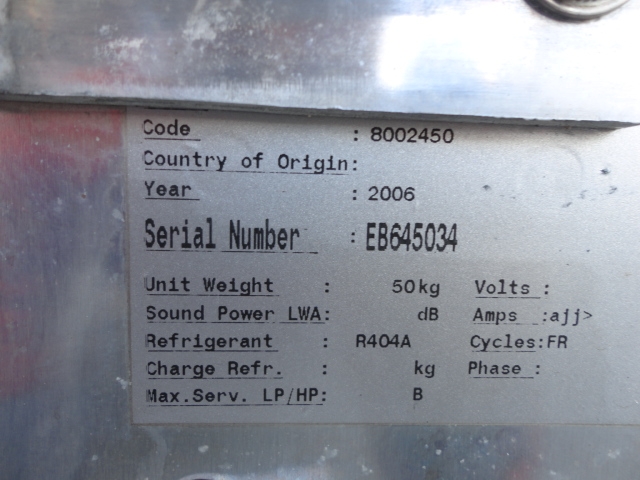 Code : 8002450
Country of Origin:
Year : 2006
Serial Number : EB645034
Unit Weight : 50kg Volts :
Sound Power LWA: dB Amps :ajj>
Refrigerant : R404A Cycles:FR
Charge Refr. : kg Phase :
Max.Serv. LP/HP: B